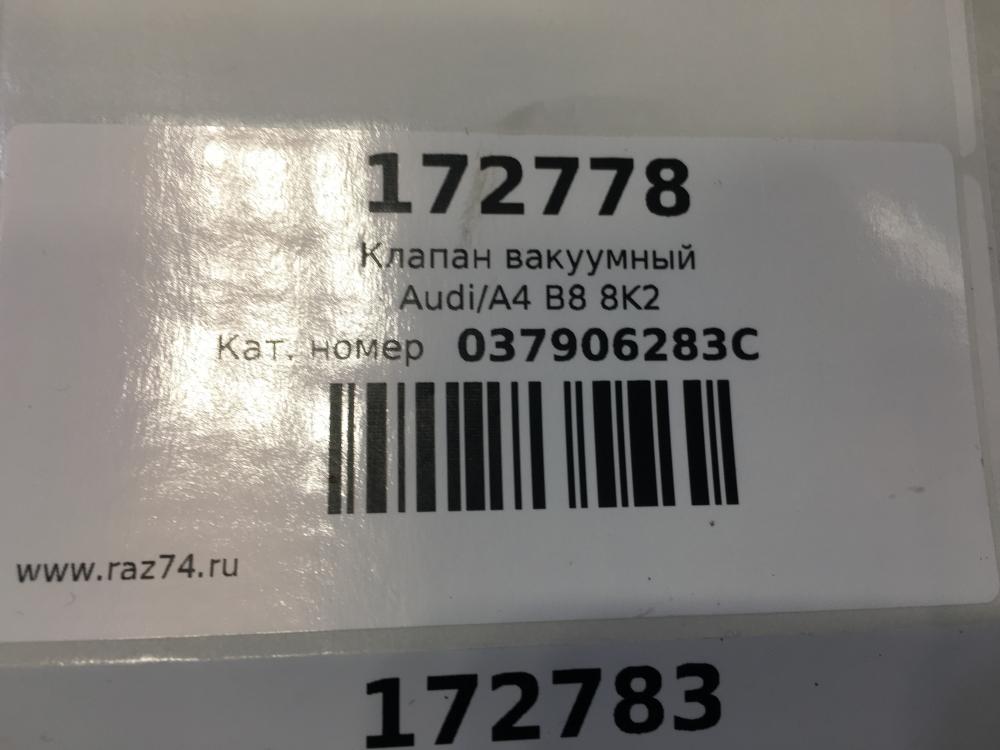 172778
Клапан вакуумный
Audi/A4 B8 8K2
Кат. номер 037906283C
www.raz74.ru
172783